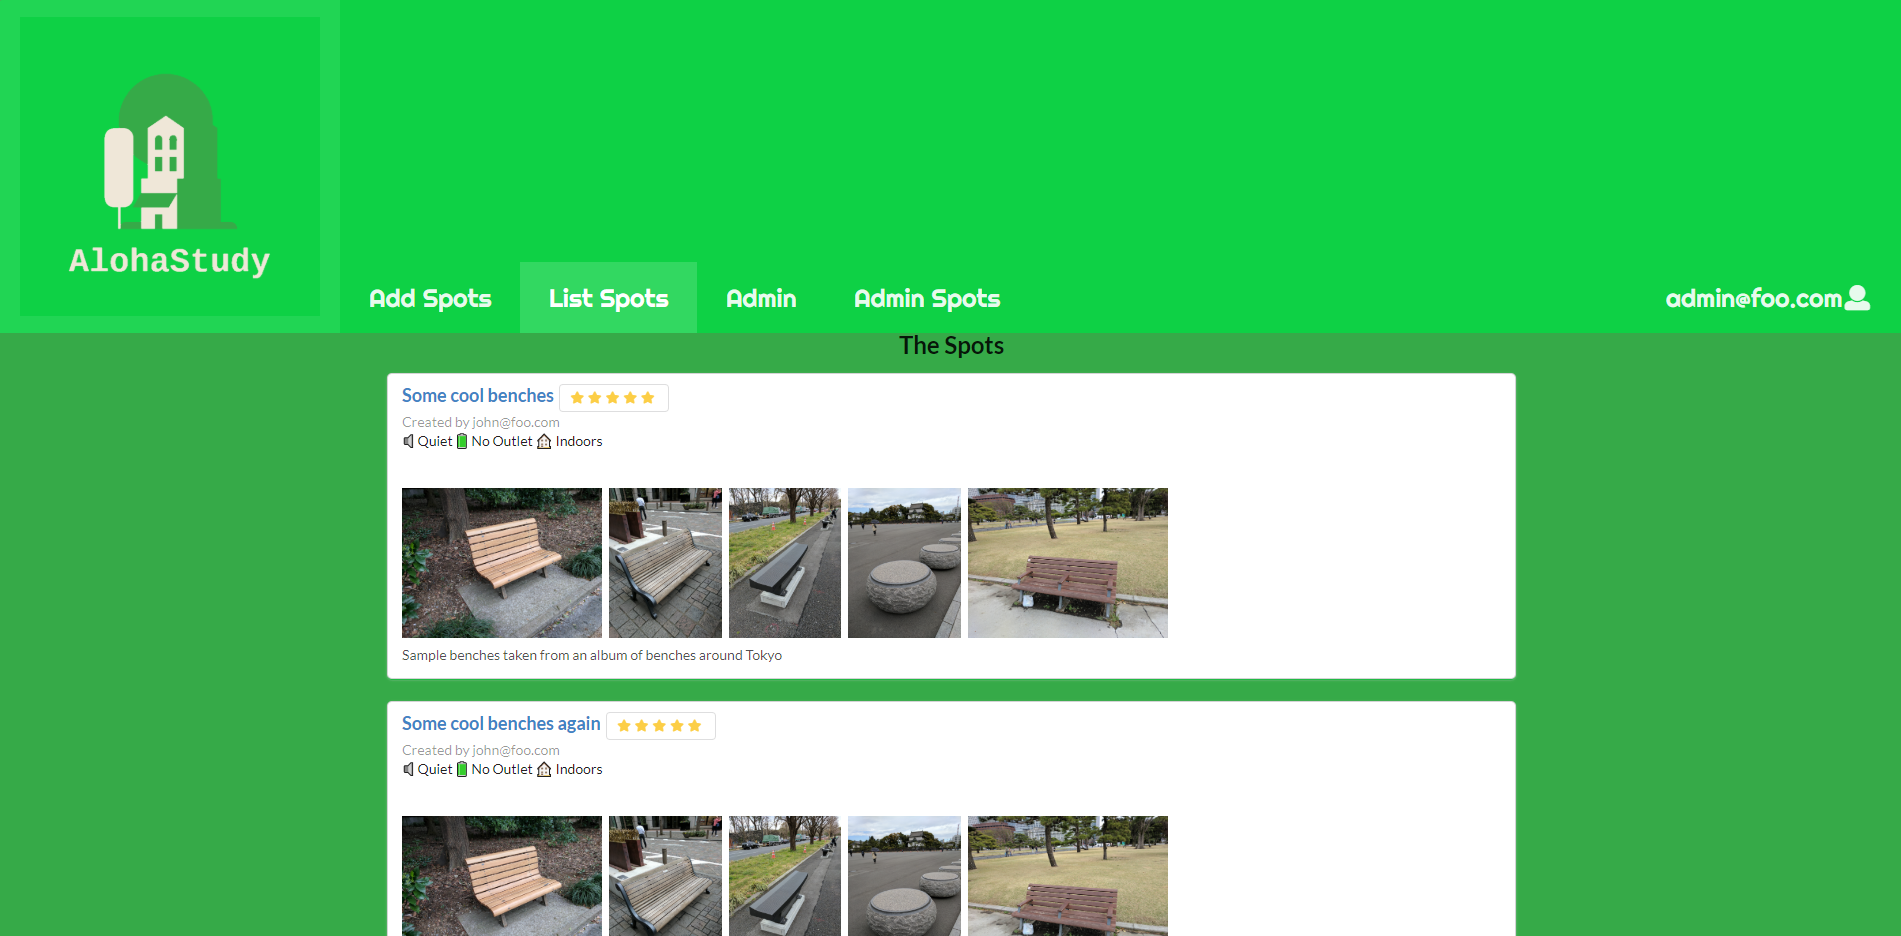 AlohaStudy
Add Spots
List Spots
Admin
Admin Spots
admin@foo.com
The Spots
Some cool benches
Created by john@foo.com
Quiet No Outlet Indoors
Sample benches taken from an album of benches around Tokyo
Some cool benches again
Created by john@foo.com
Quiet No Outlet Indoors